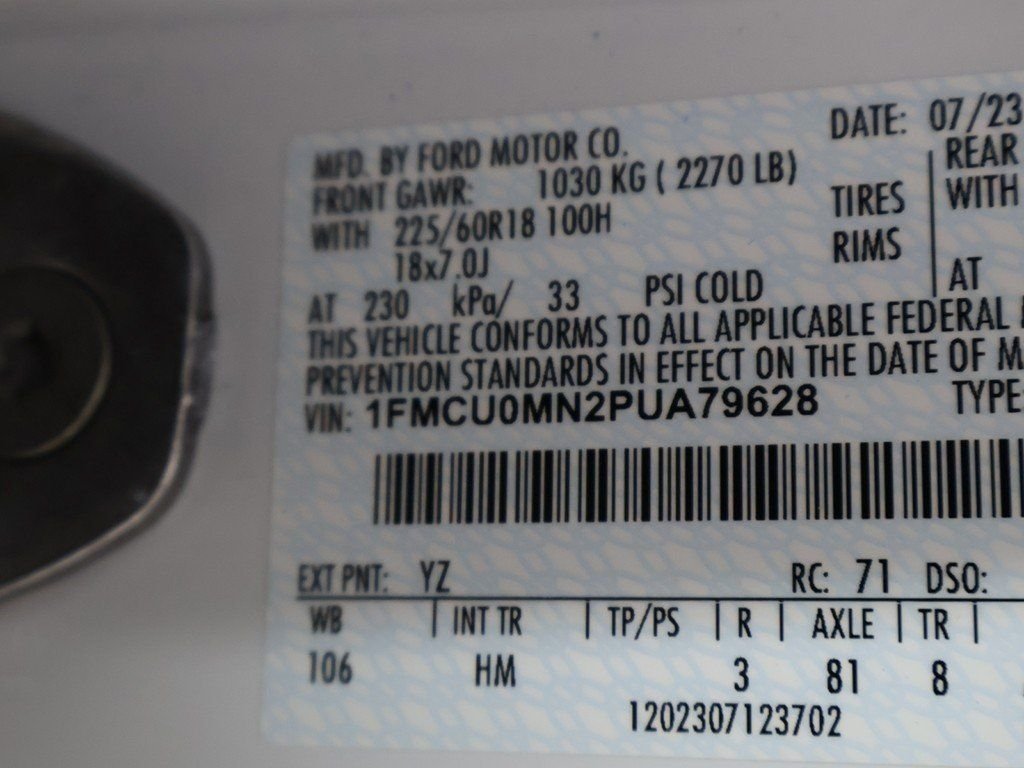 MFD. BY FORD MOTOR CO.
DATE: 07/23
FRONT GAWR: 1030 KG ( 2270 LB)
REAR
WITH 225/60R18 100H
TIRES
WITH
18x7.0J
RIMS
AT 230 kPa/ 33 PSI COLD
AT
THIS VEHICLE CONFORMS TO ALL APPLICABLE FEDERAL
PREVENTION STANDARDS IN EFFECT ON THE DATE OF M
VIN: 1FMCU0MN2PUA79628
TYPE:
EXT PNT: YZ RC: 71 DSO:
WB | INT TR | TP/PS | R | AXLE | TR |
106 HM 3 81 8
1202307123702